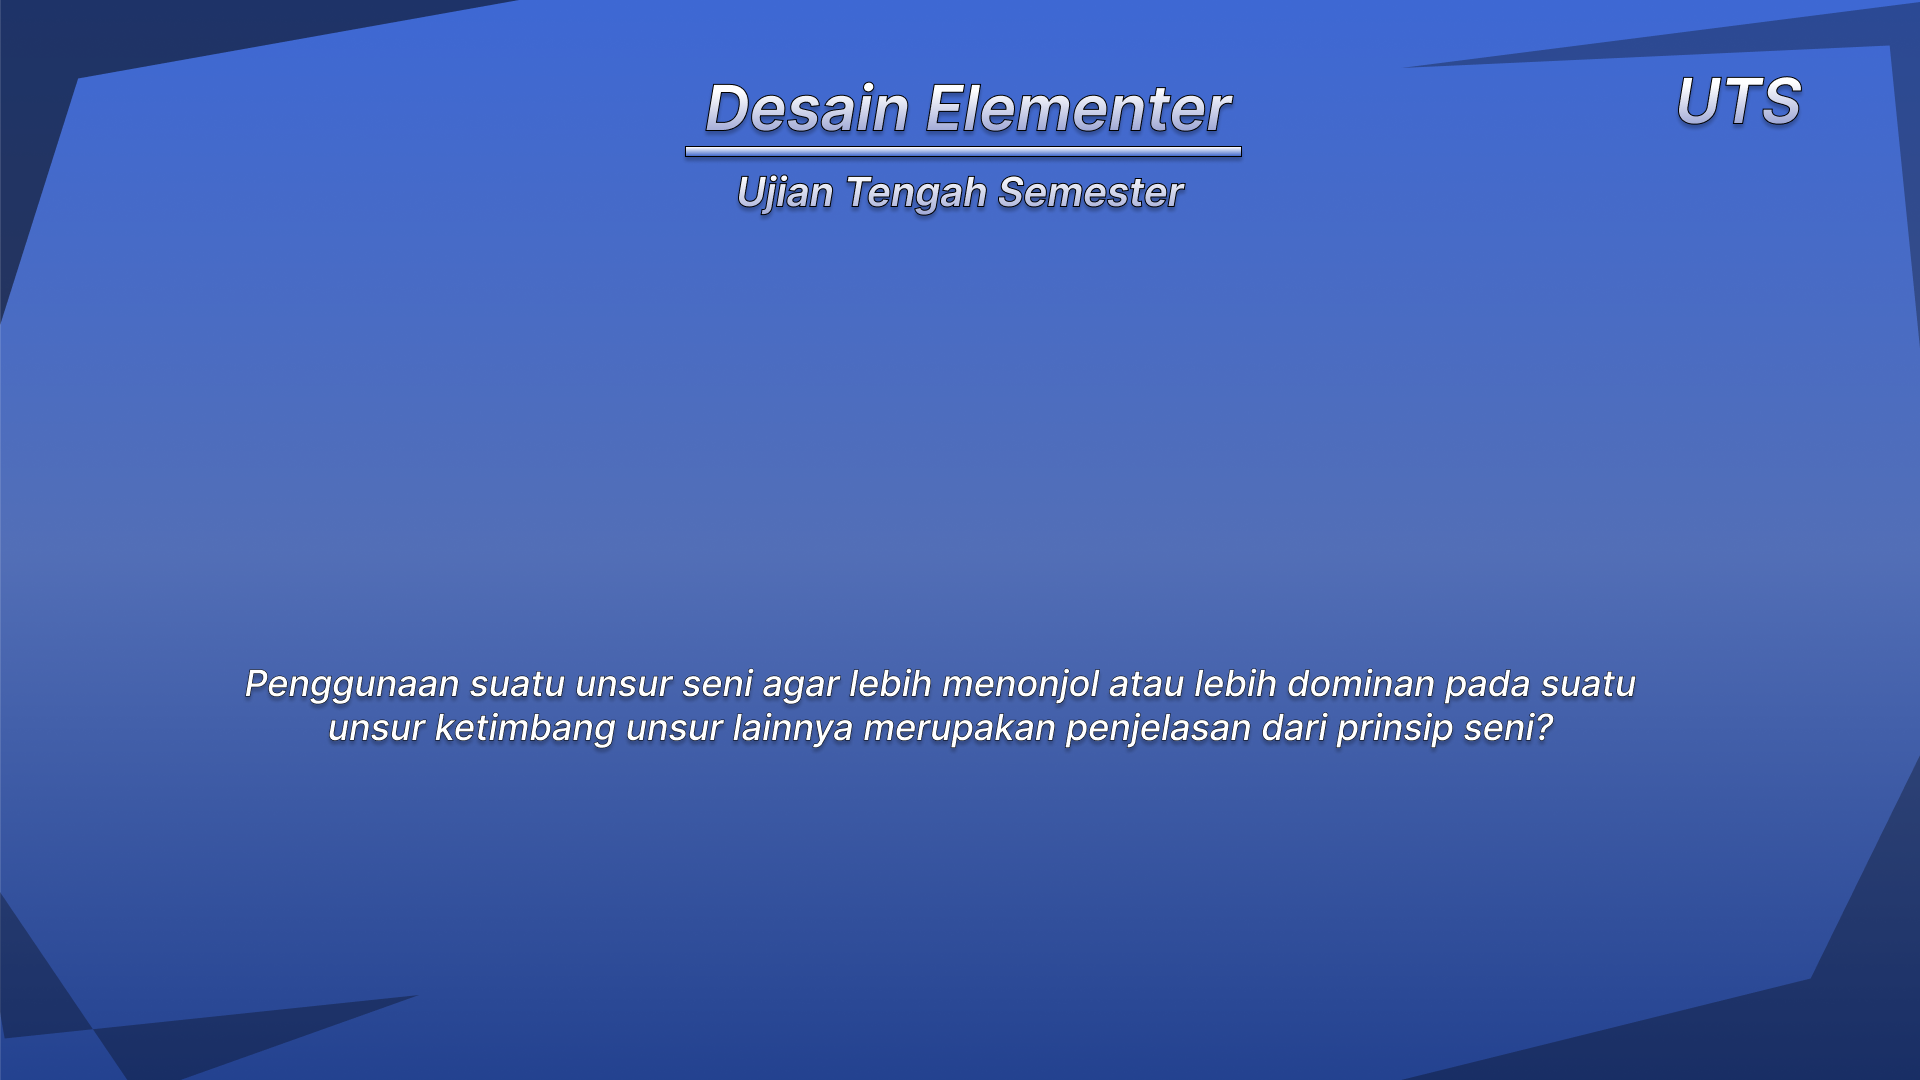 Desain Elementer
UTS
Ujian Tengah Semester
Penggunaan suatu unsur seni agar lebih menonjol atau lebih dominan pada suatu
unsur ketimbang unsur lainnya merupakan penjelasan dari prinsip seni?